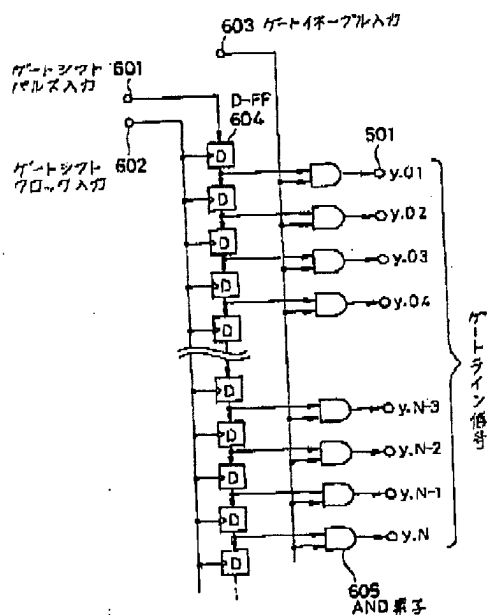 603 ゲートイネーブル入力
ゲートシフト
パルス入力
601
602
ゲートシフト
クロック入力
D-FF
604
D
D
D
D
D
D
D
D
D
D
501
y.01
y.02
y.03
y.04
y.N-3
y.N-2
y.N-1
y.N
ゲートライン信号
605
AND素子